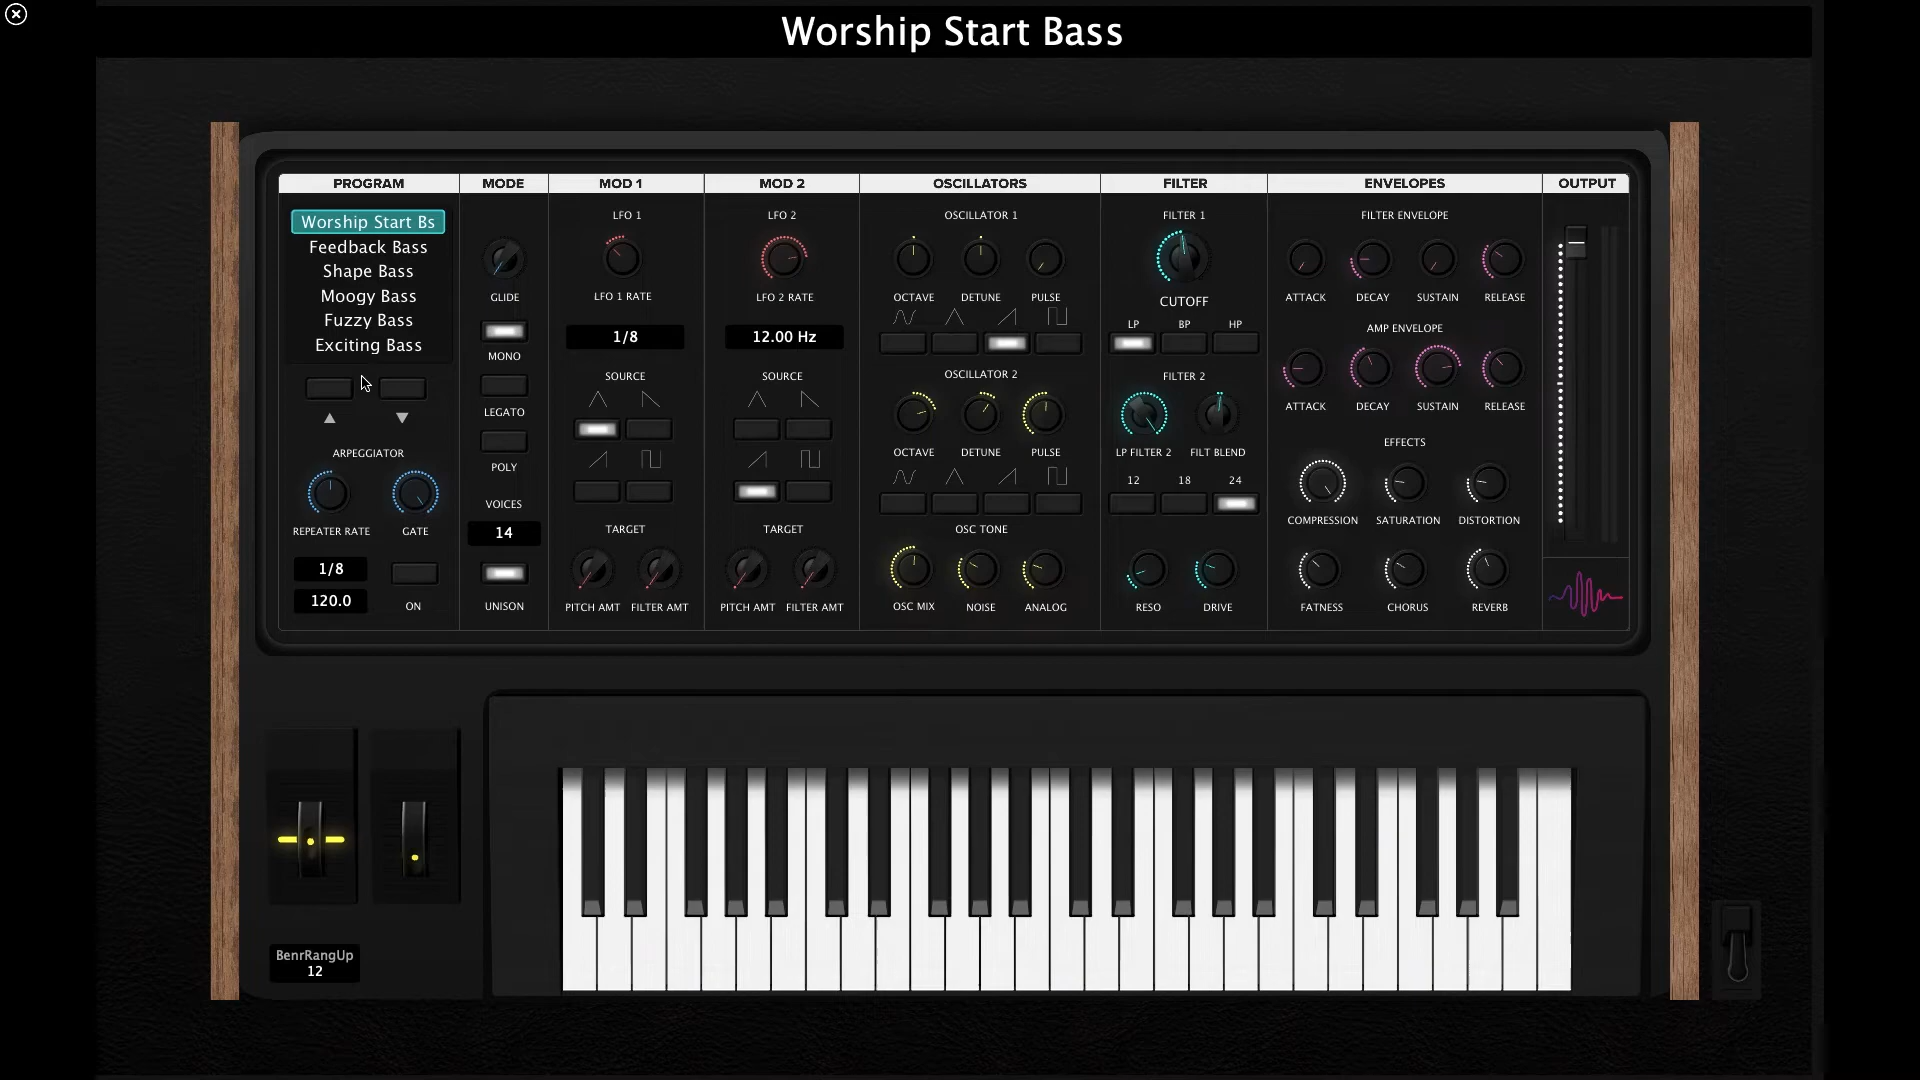 Worship Start Bass
PROGRAM
Worship Start Bs
Feedback Bass
Shape Bass
Moogy Bass
Fuzzy Bass
Exciting Bass
ARPEGGIATOR
REPEATER RATE GATE
1/8
120.0
ON
MODE
GLIDE
MONO
LEGATO
POLY
VOICES
14
UNISON
MOD 1
LFO 1
LFO 1 RATE
1/8
SOURCE
TARGET
PITCH AMT FILTER AMT
MOD 2
LFO 2
LFO 2 RATE
12.00 Hz
SOURCE
TARGET
PITCH AMT FILTER AMT
OSCILLATORS
OSCILLATOR 1
OCTAVE DETUNE PULSE
OSCILLATOR 2
OCTAVE DETUNE PULSE
OSC TONE
OSC MIX NOISE ANALOG
FILTER
FILTER 1
CUTOFF
LP BP HP
FILTER 2
LP FILTER 2 FILT BLEND
12 18 24
RESO DRIVE
ENVELOPES
FILTER ENVELOPE
ATTACK DECAY SUSTAIN RELEASE
AMP ENVELOPE
ATTACK DECAY SUSTAIN RELEASE
EFFECTS
COMPRESSION SATURATION DISTORTION
FATNESS CHORUS REVERB
OUTPUT
BenrRangUp
12